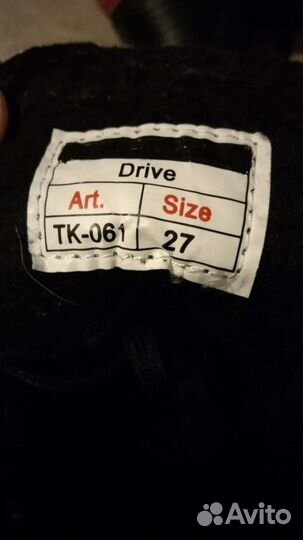 Drive
Art. Size
TK-061 27
Avito